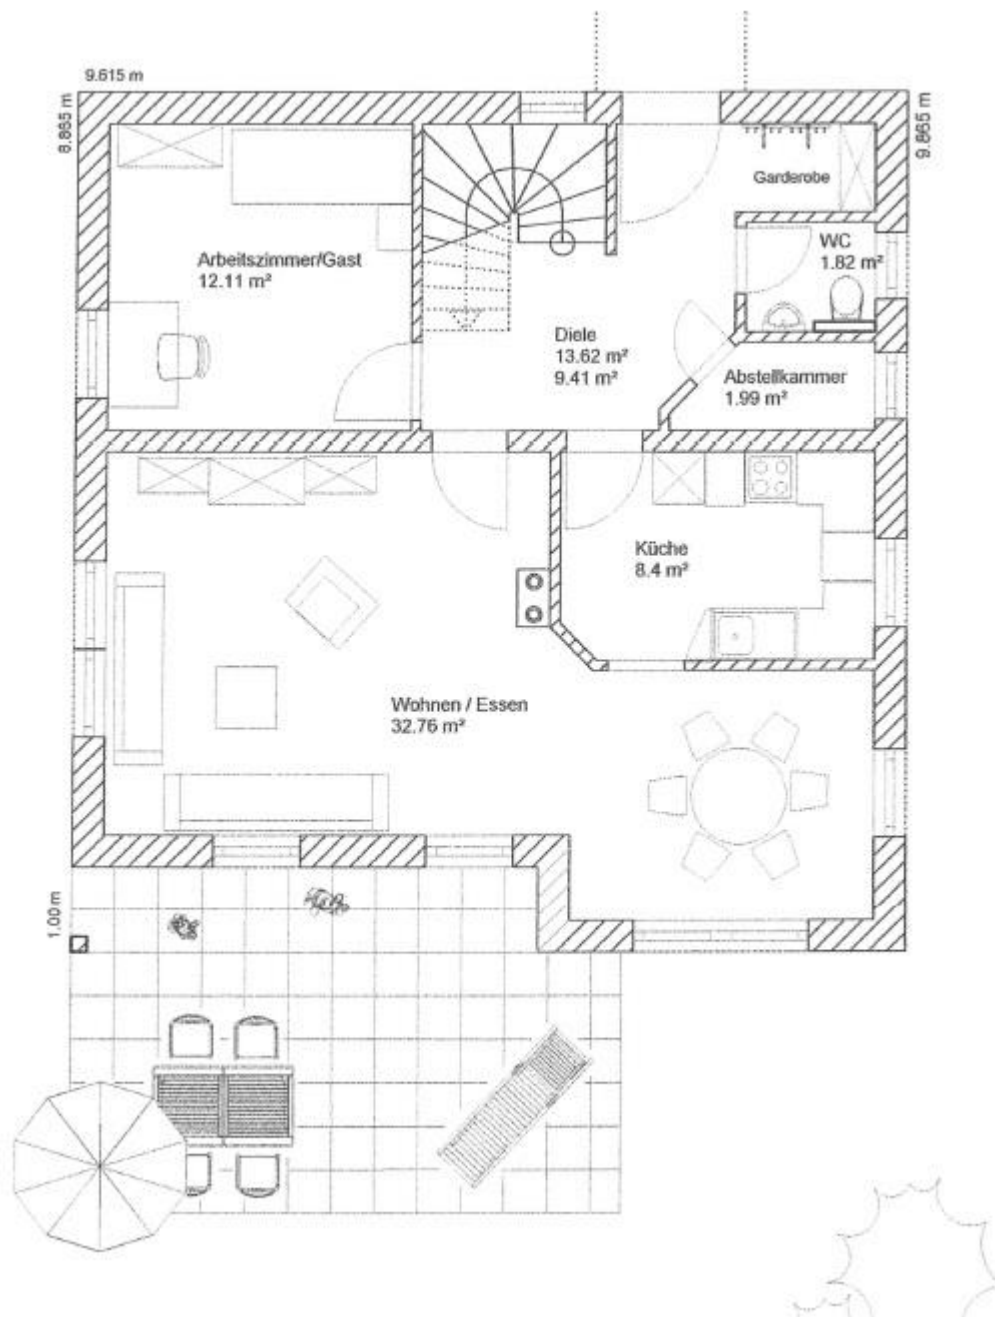 9.615 m
8.865 m
9.865 m
Garderobe
WC
1.82 m²
Arbeitszimmer/Gast
12.11 m²
Diele
13.62 m²
9.41 m²
Abstellkammer
1.99 m²
Küche
8.4 m²
Wohnen / Essen
32.76 m²
1.00 m